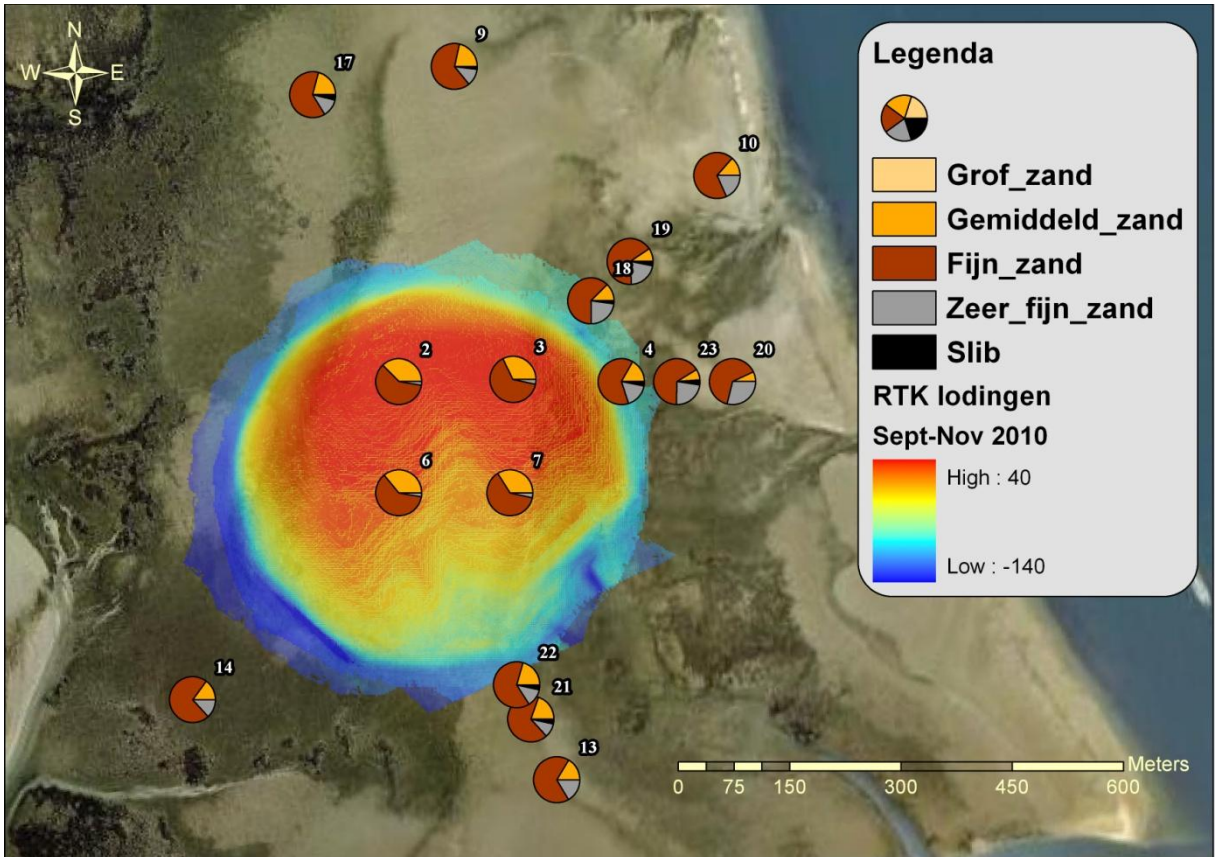 N
W E
S
17
9
10
19
18
2
3
4
23
20
6
7
22
21
14
13
Legenda
Grof_zand
Gemiddeld_zand
Fijn_zand
Zeer_fijn_zand
Slib
RTK lodingen
Sept-Nov 2010
High : 40
Low : -140
Meters
0 75 150 300 450 600